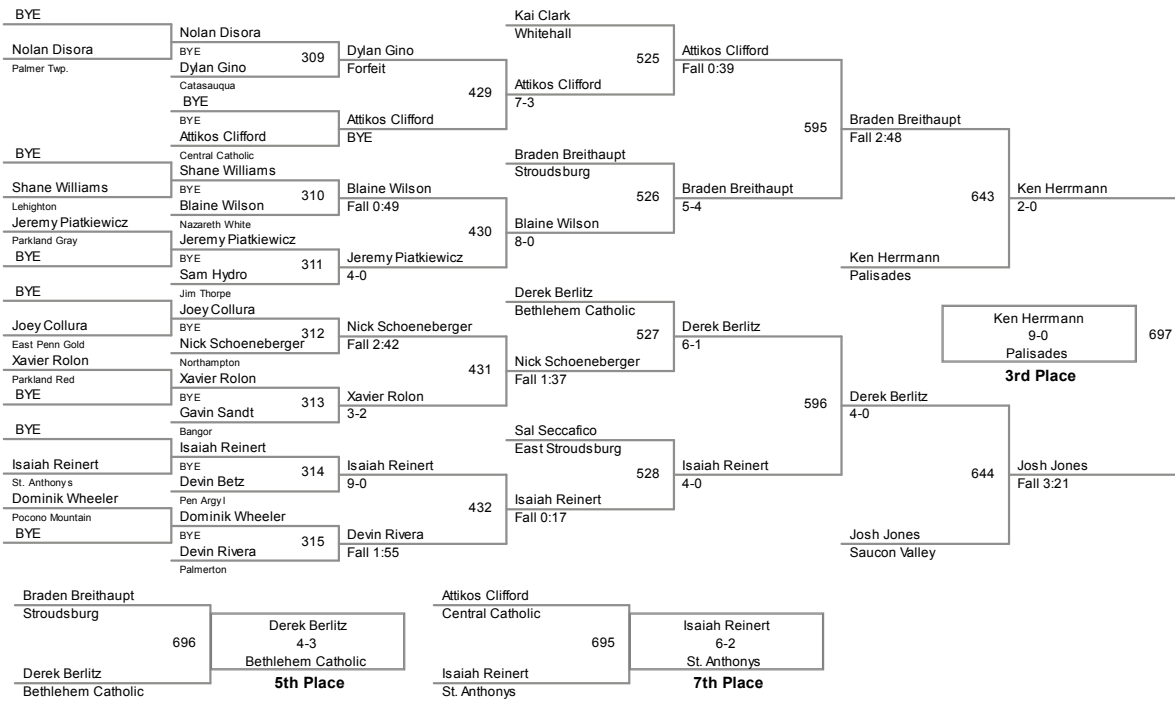 BYE
Nolan Disora
Palmer Twp.
BYE
Shane Williams
Lehighton
Jeremy Piatkiewicz
Parkland Gray
BYE
BYE
Joey Collura
East Penn Gold
Xavier Rolon
Parkland Red
BYE
BYE
Isaiah Reinert
St. Anthonys
Dominik Wheeler
Pocono Mountain
BYE
Nolan Disora
BYE
309
Dylan Gino
Catasauqua
BYE
BYE
Attikos Clifford
Central Catholic
Shane Williams
BYE
310
Blaine Wilson
Nazareth White
Jeremy Piatkiewicz
BYE
311
Sam Hydro
Jim Thorpe
Joey Collura
BYE
312
Nick Schoeneberger
Northampton
Xavier Rolon
BYE
313
Gavin Sandt
Bangor
Isaiah Reinert
BYE
314
Devin Betz
Pen Argyl
Dominik Wheeler
BYE
315
Devin Rivera
Palmerton
Dylan Gino
Forfeit
429
Attikos Clifford
BYE
Blaine Wilson
Fall 0:49
430
Jeremy Piatkiewicz
4-0
Nick Schoeneberger
Fall 2:42
431
Xavier Rolon
3-2
Isaiah Reinert
9-0
432
Devin Rivera
Fall 1:55
Kai Clark
Whitehall
525
Attikos Clifford
7-3
Braden Breithaupt
Stroudsburg
526
Blaine Wilson
8-0
Derek Berlitz
Bethlehem Catholic
527
Nick Schoeneberger
Fall 1:37
Sal Seccafico
East Stroudsburg
528
Isaiah Reinert
Fall 0:17
Attikos Clifford
Fall 0:39
595
Braden Breithaupt
5-4
Derek Berlitz
6-1
596
Isaiah Reinert
4-0
Braden Breithaupt
Fall 2:48
643
Ken Herrmann
Palisades
Derek Berlitz
4-0
644
Josh Jones
Saucon Valley
Ken Herrmann
2-0
Josh Jones
Fall 3:21
Ken Herrmann
9-0
Palisades
697
3rd Place
Braden Breithaupt
Stroudsburg
696
Derek Berlitz
Bethlehem Catholic
Derek Berlitz
4-3
Bethlehem Catholic
5th Place
Attikos Clifford
Central Catholic
695
Isaiah Reinert
St. Anthonys
Isaiah Reinert
6-2
St. Anthonys
7th Place